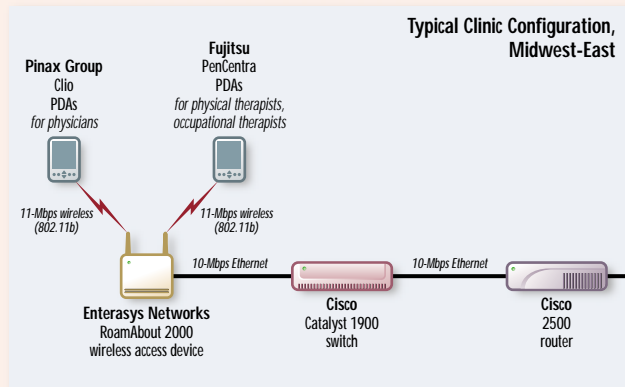 Typical Clinic Configuration,
Midwest-East
Pinax Group
Clio
PDAs
for physicians
Fujitsu
PenCentra
PDAs
for physical therapists,
occupational therapists
11-Mbps wireless
(802.11b)
11-Mbps wireless
(802.11b)
10-Mbps Ethernet
10-Mbps Ethernet
Enterasys Networks
RoamAbout 2000
wireless access device
Cisco
Catalyst 1900
switch
Cisco
2500
router